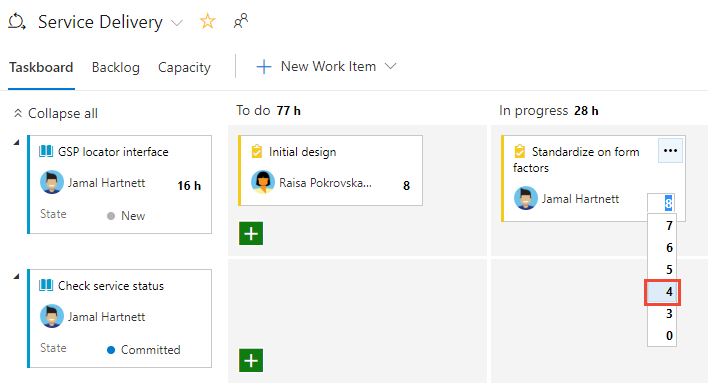 Service Delivery
Taskboard Backlog Capacity New Work Item
Collapse all To do 77 h In progress 28 h
GSP locator interface
Jamal Hartnett 16 h
State New
Initial design
Raisa Pokrovska... 8
Standardize on form
factors
Jamal Hartnett 8
7
6
5
4
3
0
Check service status
Jamal Hartnett
State Committed